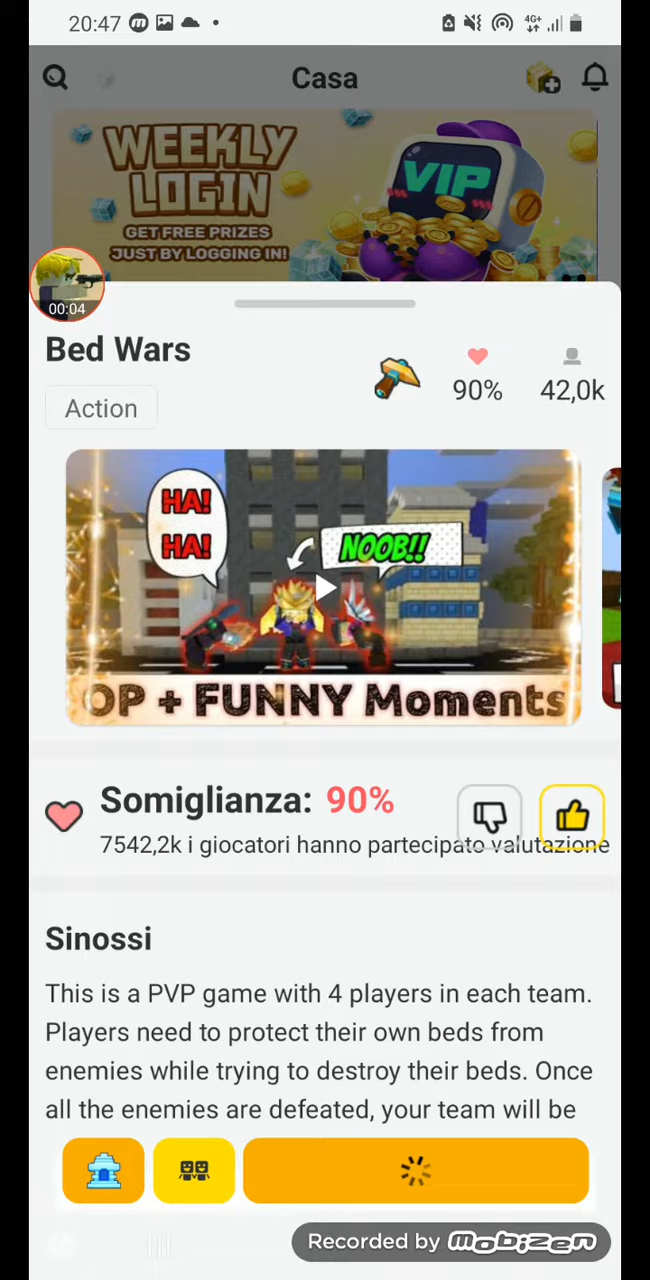 20:47
4G+
Casa
WEEKLY
LOGIN
GET FREE PRIZES
JUST BY LOGGING IN!
VIP
00:04
Bed Wars
90%
42,0k
Action
HA!
HA!
NOOB!!
OP + FUNNY Moments
Somiglianza: 90%
7542,2k i giocatori hanno partecipato valutazione
Sinossi
This is a PVP game with 4 players in each team.
Players need to protect their own beds from
enemies while trying to destroy their beds. Once
all the enemies are defeated, your team will be
Recorded by mobizen